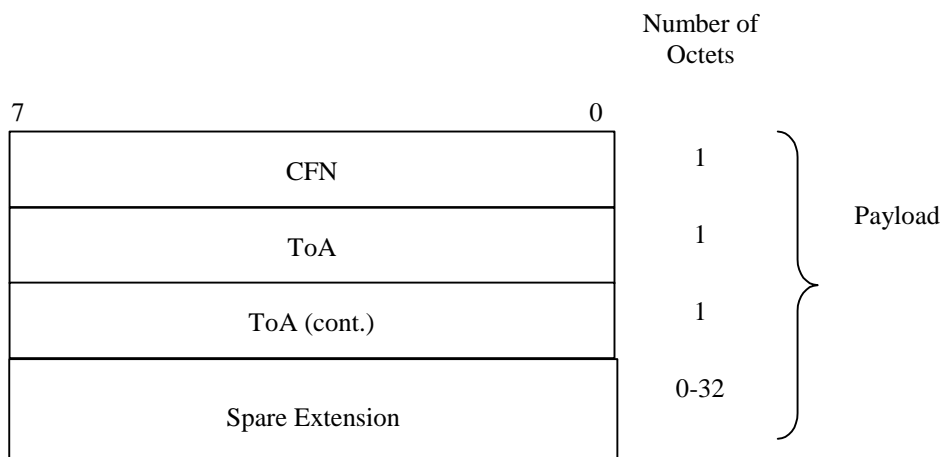 Number of
Octets
7 0
CFN 1
ToA 1
Payload
ToA (cont.) 1
Spare Extension 0-32